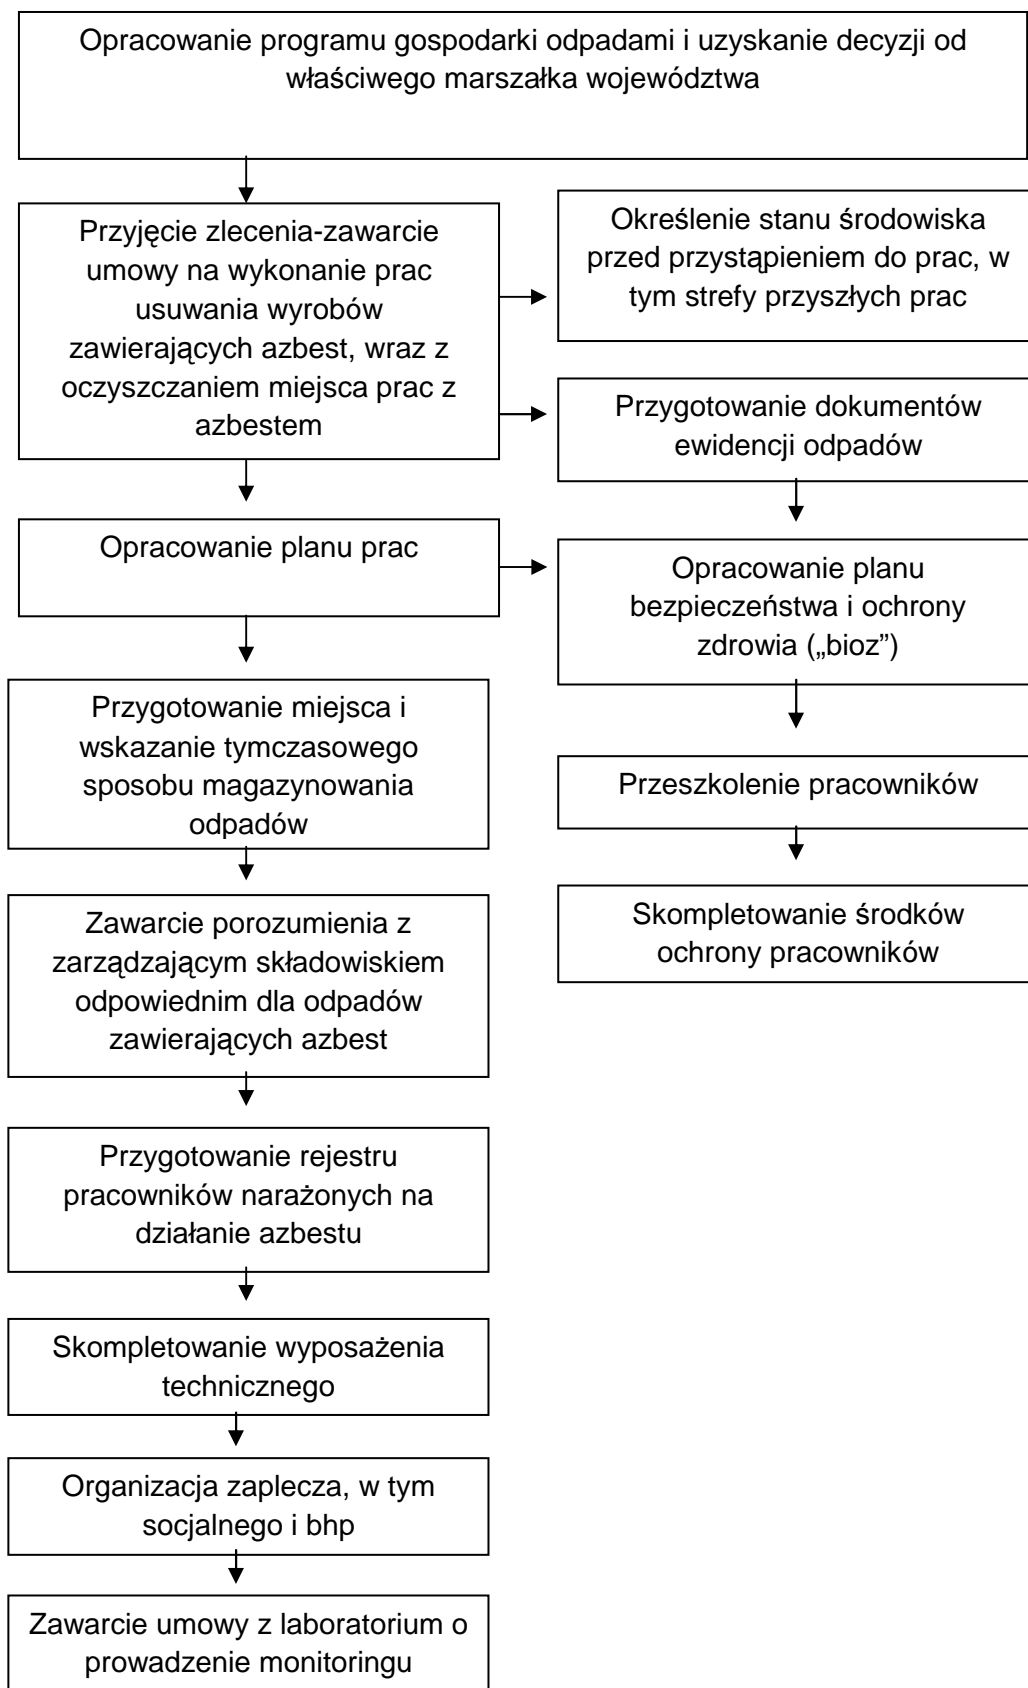 Opracowanie programu gospodarki odpadami i uzyskanie decyzji od
właściwego marszałka województwa
Przyjęcie zlecenia-zawarcie
umowy na wykonanie prac
usuwania wyrobów
zawierających azbest, wraz z
oczyszczaniem miejsca prac z
azbestem
Określenie stanu środowiska
przed przystąpieniem do prac, w
tym strefy przyszłych prac
Przygotowanie dokumentów
ewidencji odpadów
Opracowanie planu prac
Opracowanie planu
bezpieczeństwa i ochrony
zdrowia („bioz”)
Przygotowanie miejsca i
wskazanie tymczasowego
sposobu magazynowania
odpadów
Przeszkolenie pracowników
Zawarcie porozumienia z
zarządzającym składowiskiem
odpowiednim dla odpadów
zawierających azbest
Skompletowanie środków
ochrony pracowników
Przygotowanie rejestru
pracowników narażonych na
działanie azbestu
Skompletowanie wyposażenia
technicznego
Organizacja zaplecza, w tym
socjalnego i bhp
Zawarcie umowy z laboratorium o
prowadzenie monitoringu